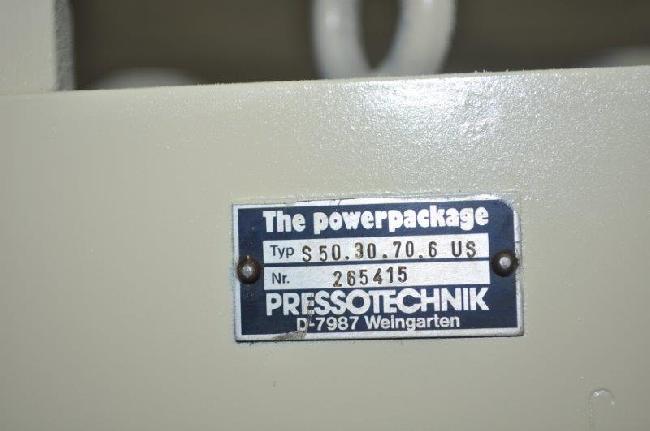 The powerpackage
Typ S 50.30.70.6 US
Nr. 265415
PRESSOTECHNIK
D-7987 Weingarten